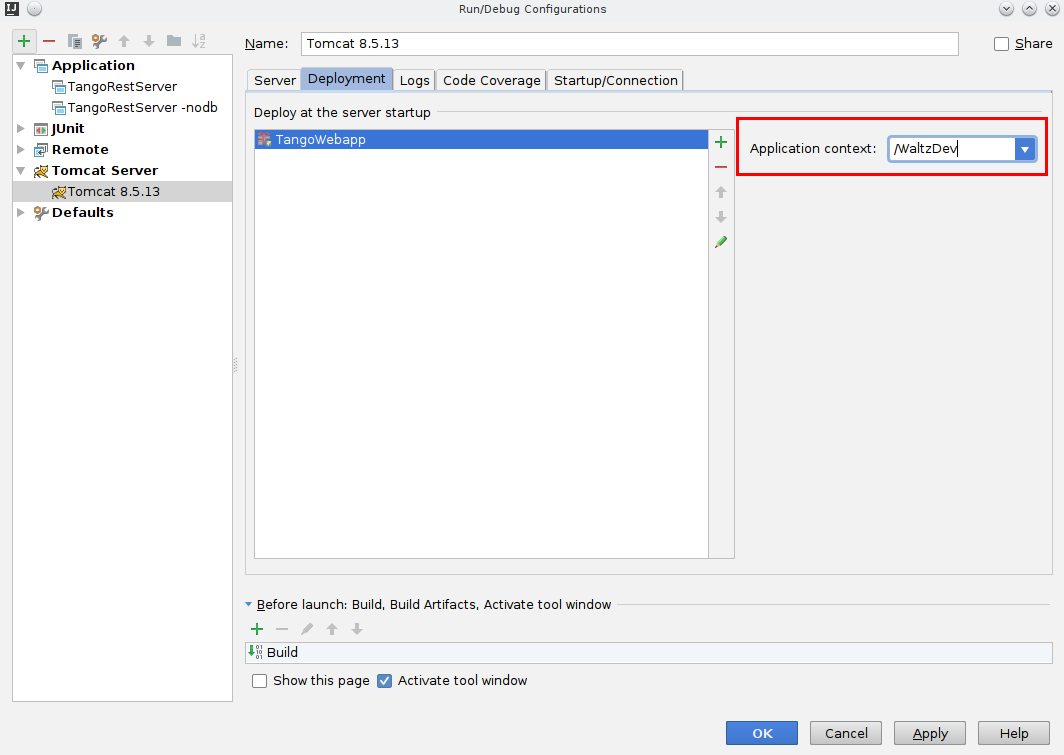 Run/Debug Configurations
Name: Tomcat 8.5.13 Share
Application
TangoRestServer
TangoRestServer -nodb
JUnit
Remote
Tomcat Server
Tomcat 8.5.13
Defaults
Server Deployment Logs Code Coverage Startup/Connection
Deploy at the server startup
TangoWebapp
Application context: /WaltzDev
Before launch: Build, Build Artifacts, Activate tool window
Build
Show this page Activate tool window
OK Cancel Apply Help